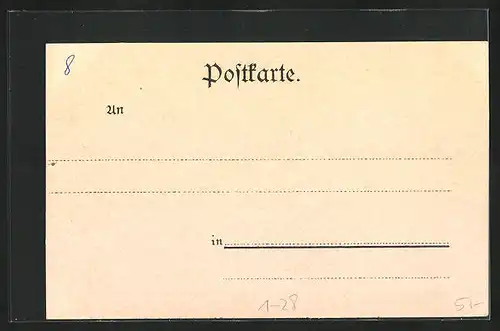 8
Postkarte.
An
in
1-28
5,-